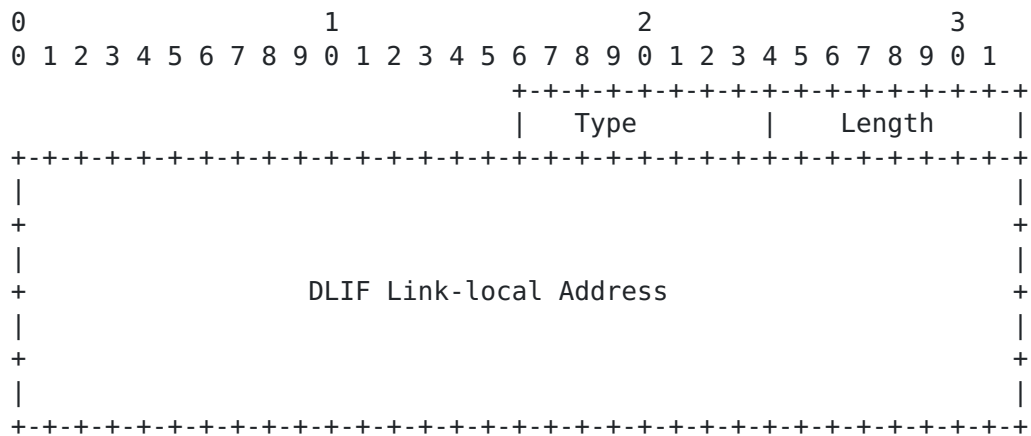 0                   1                   2                   3
0 1 2 3 4 5 6 7 8 9 0 1 2 3 4 5 6 7 8 9 0 1 2 3 4 5 6 7 8 9 0 1
                                +-+-+-+-+-+-+-+-+-+-+-+-+-+-+-+-+
                                |   Type        |    Length     |
+-+-+-+-+-+-+-+-+-+-+-+-+-+-+-+-+-+-+-+-+-+-+-+-+-+-+-+-+-+-+-+-+
|                                                               |
+                                                               +
|                                                               |
+                  DLIF Link-local Address                      +
|                                                               |
+                                                               +
|                                                               |
+-+-+-+-+-+-+-+-+-+-+-+-+-+-+-+-+-+-+-+-+-+-+-+-+-+-+-+-+-+-+-+-+